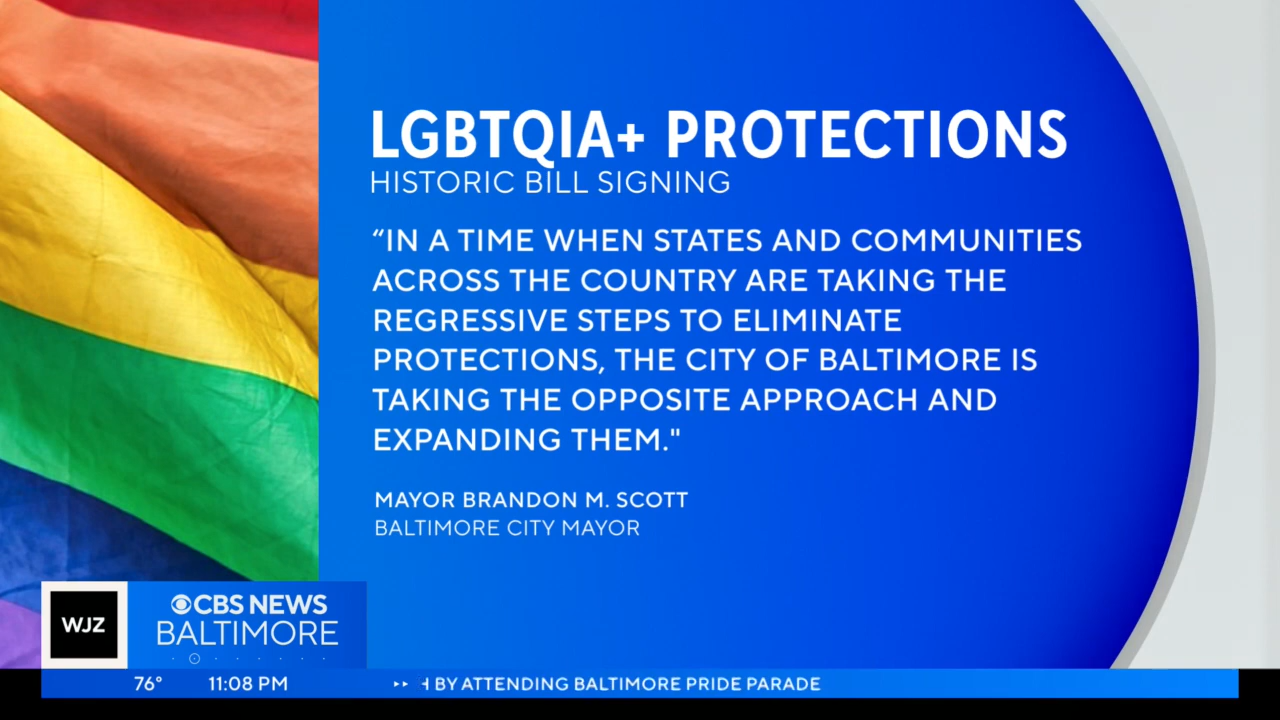 LGBTQIA+ PROTECTIONS
HISTORIC BILL SIGNING
“IN A TIME WHEN STATES AND COMMUNITIES
ACROSS THE COUNTRY ARE TAKING THE
REGRESSIVE STEPS TO ELIMINATE
PROTECTIONS, THE CITY OF BALTIMORE IS
TAKING THE OPPOSITE APPROACH AND
EXPANDING THEM."
MAYOR BRANDON M. SCOTT
BALTIMORE CITY MAYOR
WJZ
CBS NEWS
BALTIMORE
76° 11:08 PM BY ATTENDING BALTIMORE PRIDE PARADE